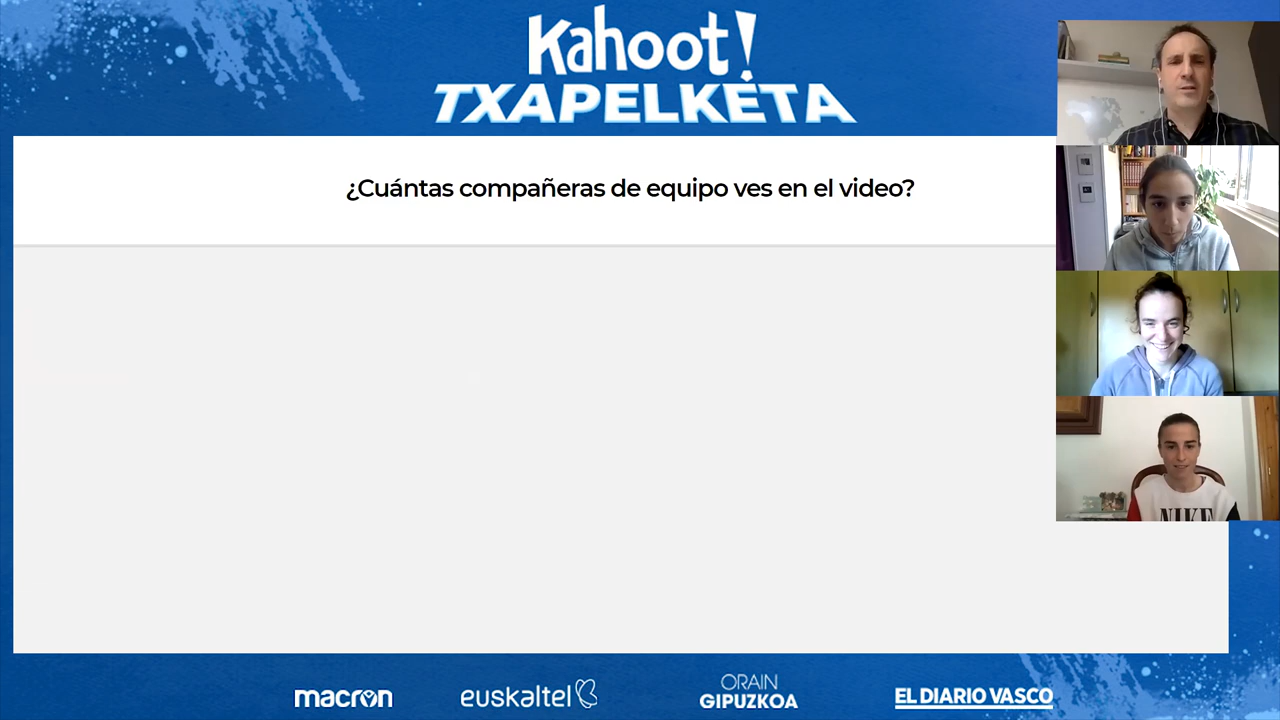 Kahoot!
TXAPELKETA
¿Cuántas compañeras de equipo ves en el video?
NIKE
macron
euskaltel
ORAIN
GIPUZKOA
EL DIARIO VASCO